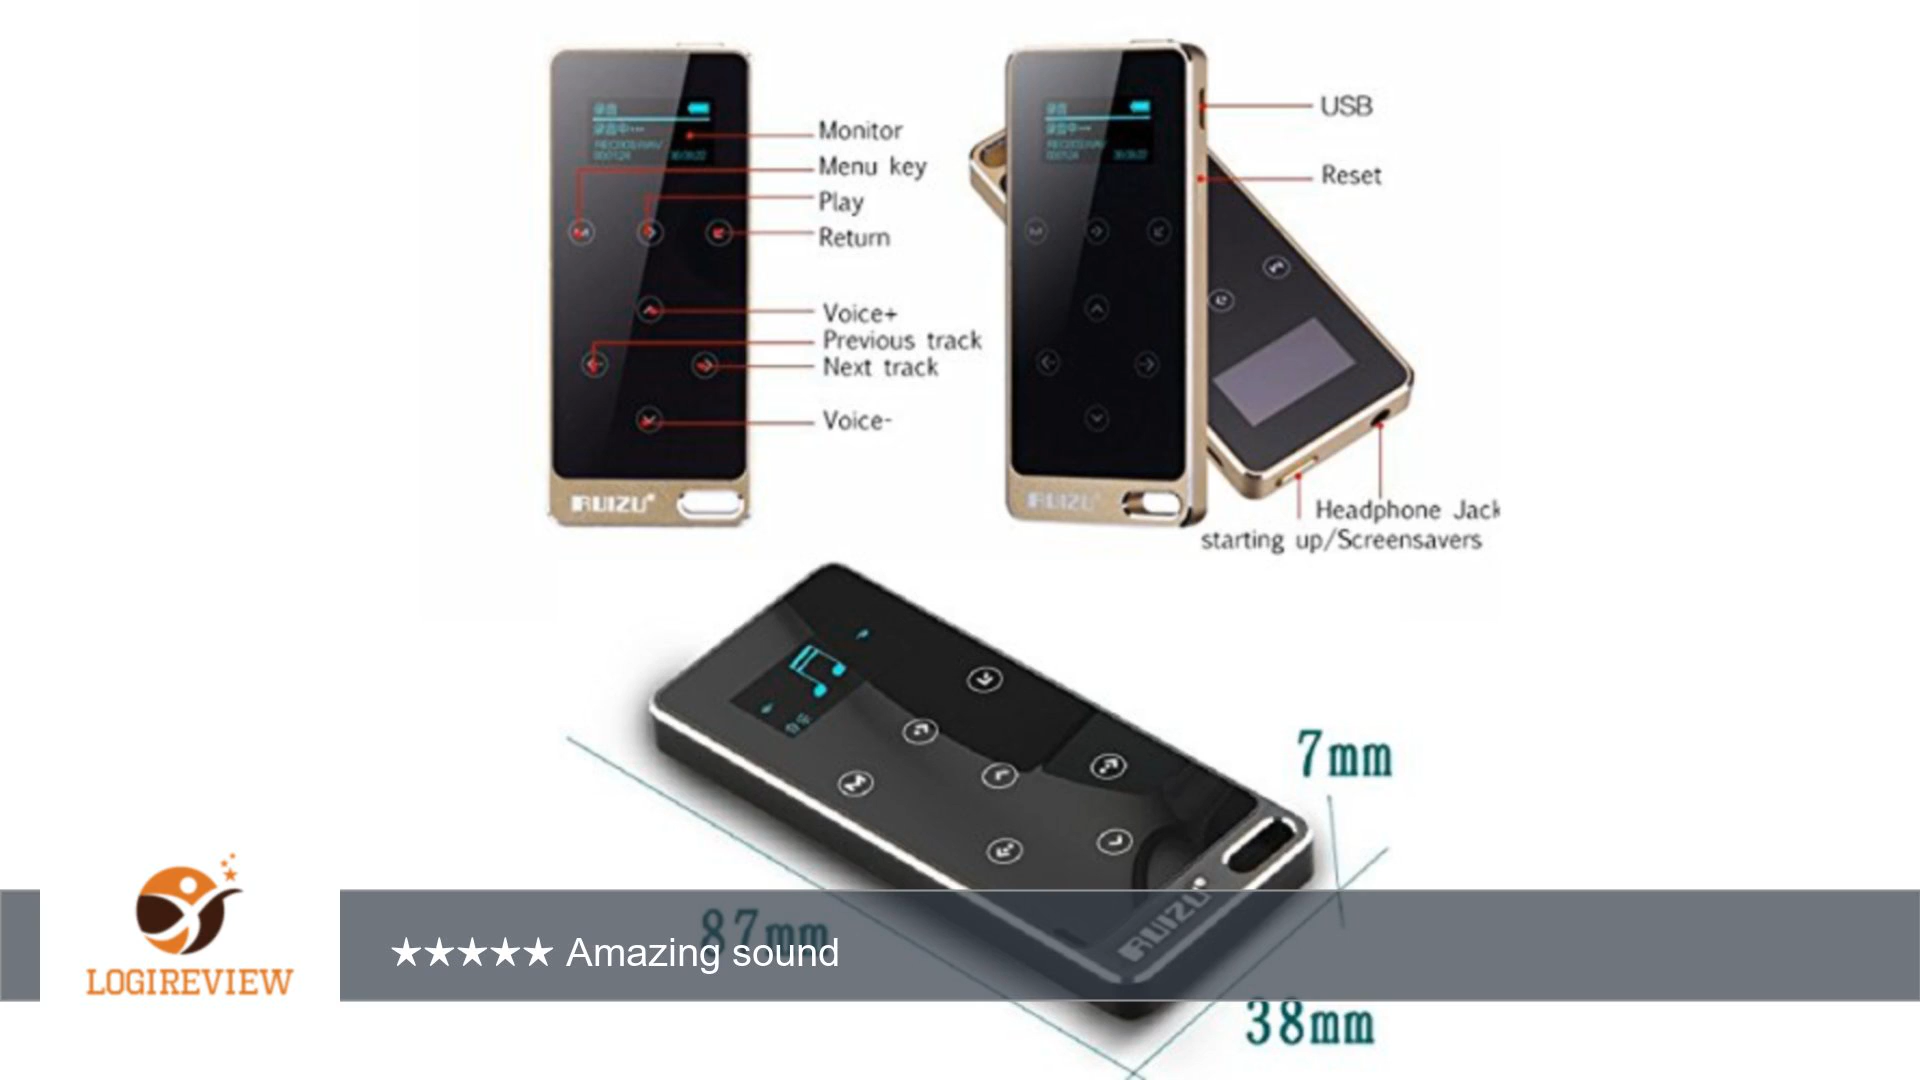 Monitor
Menu key
Play
Return
Voice+
Previous track
Next track
Voice-
RUIZU
USB
Reset
RUIZU
Headphone Jack
starting up/Screensavers
7mm
87mm
RUIZU
38mm
LOGIREVIEW
★★★★★ Amazing sound